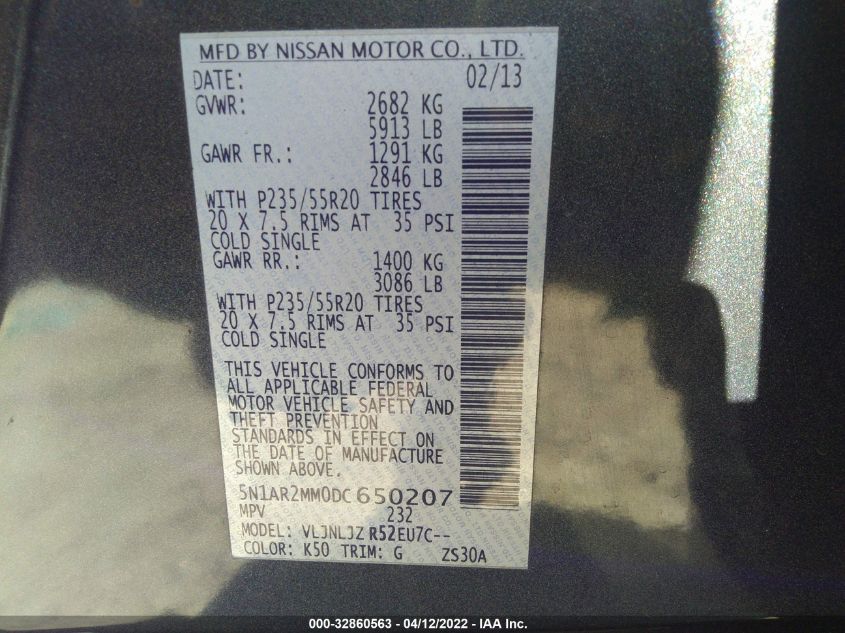 MFD BY NISSAN MOTOR CO., LTD.
DATE: 02/13
GVWR: 2682 KG
5913 LB
GAWR FR.: 1291 KG
2846 LB
WITH P235/55R20 TIRES
20 X 7.5 RIMS AT 35 PSI
COLD SINGLE
GAWR RR.: 1400 KG
3086 LB
WITH P235/55R20 TIRES
20 X 7.5 RIMS AT 35 PSI
COLD SINGLE
THIS VEHICLE CONFORMS TO
ALL APPLICABLE FEDERAL
MOTOR VEHICLE SAFETY AND
THEFT PREVENTION
STANDARDS IN EFFECT ON
THE DATE OF MANUFACTURE
SHOWN ABOVE.
5N1AR2MM0DC650207
MPV 232
MODEL: VLJNLJZ R52EU7C--
COLOR: K50 TRIM: G ZS30A
000-32860563 - 04/12/2022 - IAA Inc.